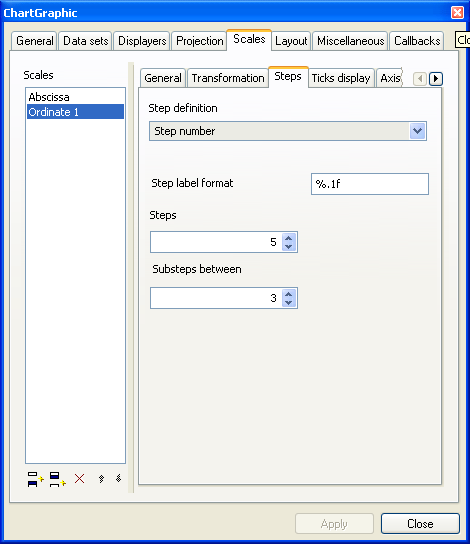 ChartGraphic
General Data sets Displayers Projection Scales Layout Miscellaneous Callbacks Clo
Scales
General Transformation Steps Ticks display Axis
Abscissa
Ordinate 1
Step definition
Step number
Step label format %.1f
Steps
5
Substeps between
3
Apply Close